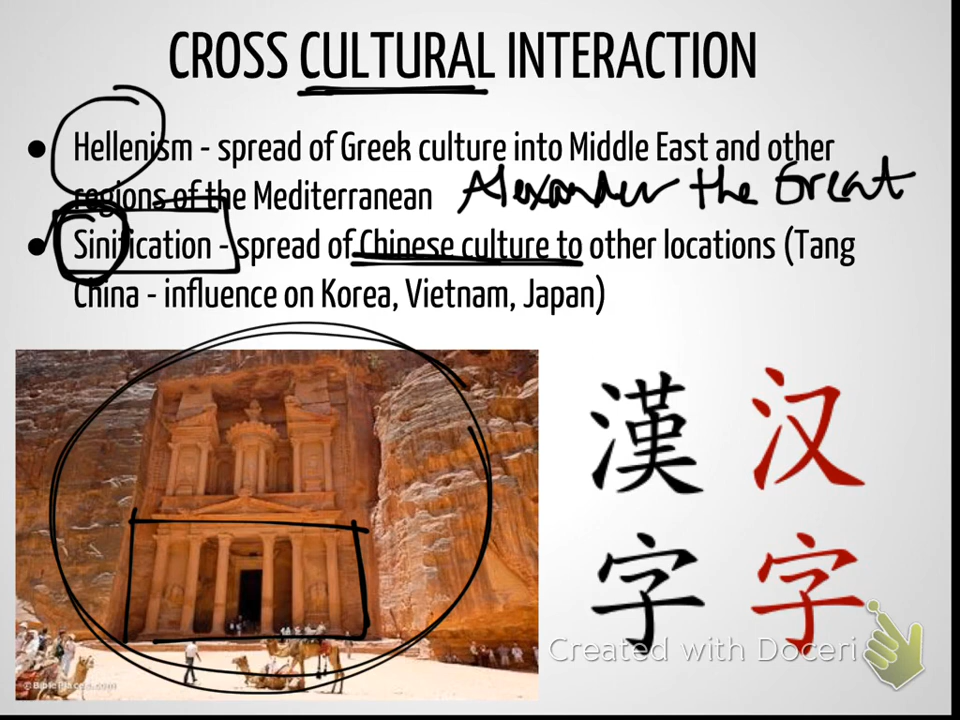 CROSS CULTURAL INTERACTION
● Hellenism - spread of Greek culture into Middle East and other
regions of the Mediterranean Alexander the Great
● Sinification - spread of Chinese culture to other locations (Tang
China - influence on Korea, Vietnam, Japan)
漢 汉
字 字
Created with Doceri
© BiblePlaces.com